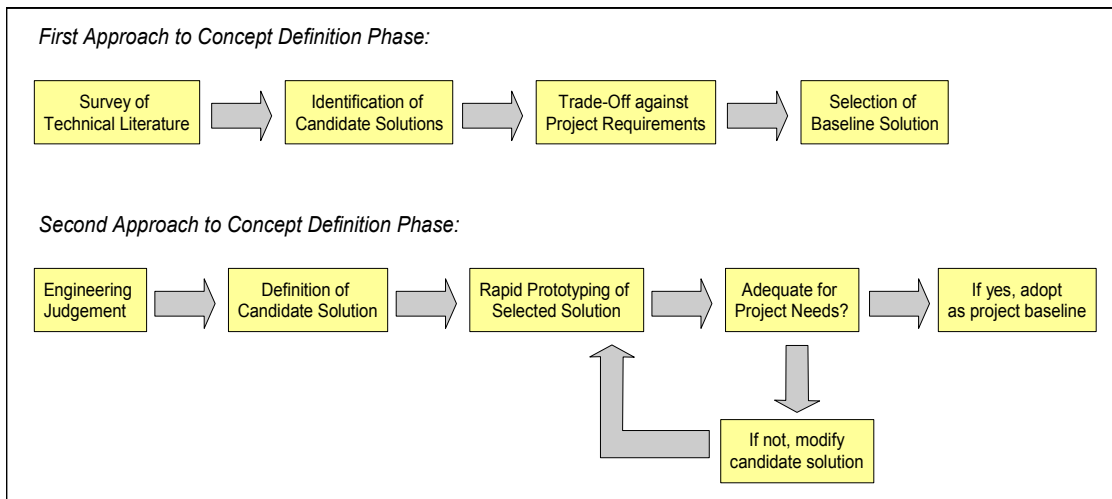 First Approach to Concept Definition Phase:
Survey of
Technical Literature
Identification of
Candidate Solutions
Trade-Off against
Project Requirements
Selection of
Baseline Solution
Second Approach to Concept Definition Phase:
Engineering
Judgement
Definition of
Candidate Solution
Rapid Prototyping of
Selected Solution
Adequate for
Project Needs?
If yes, adopt
as project baseline
If not, modify
candidate solution